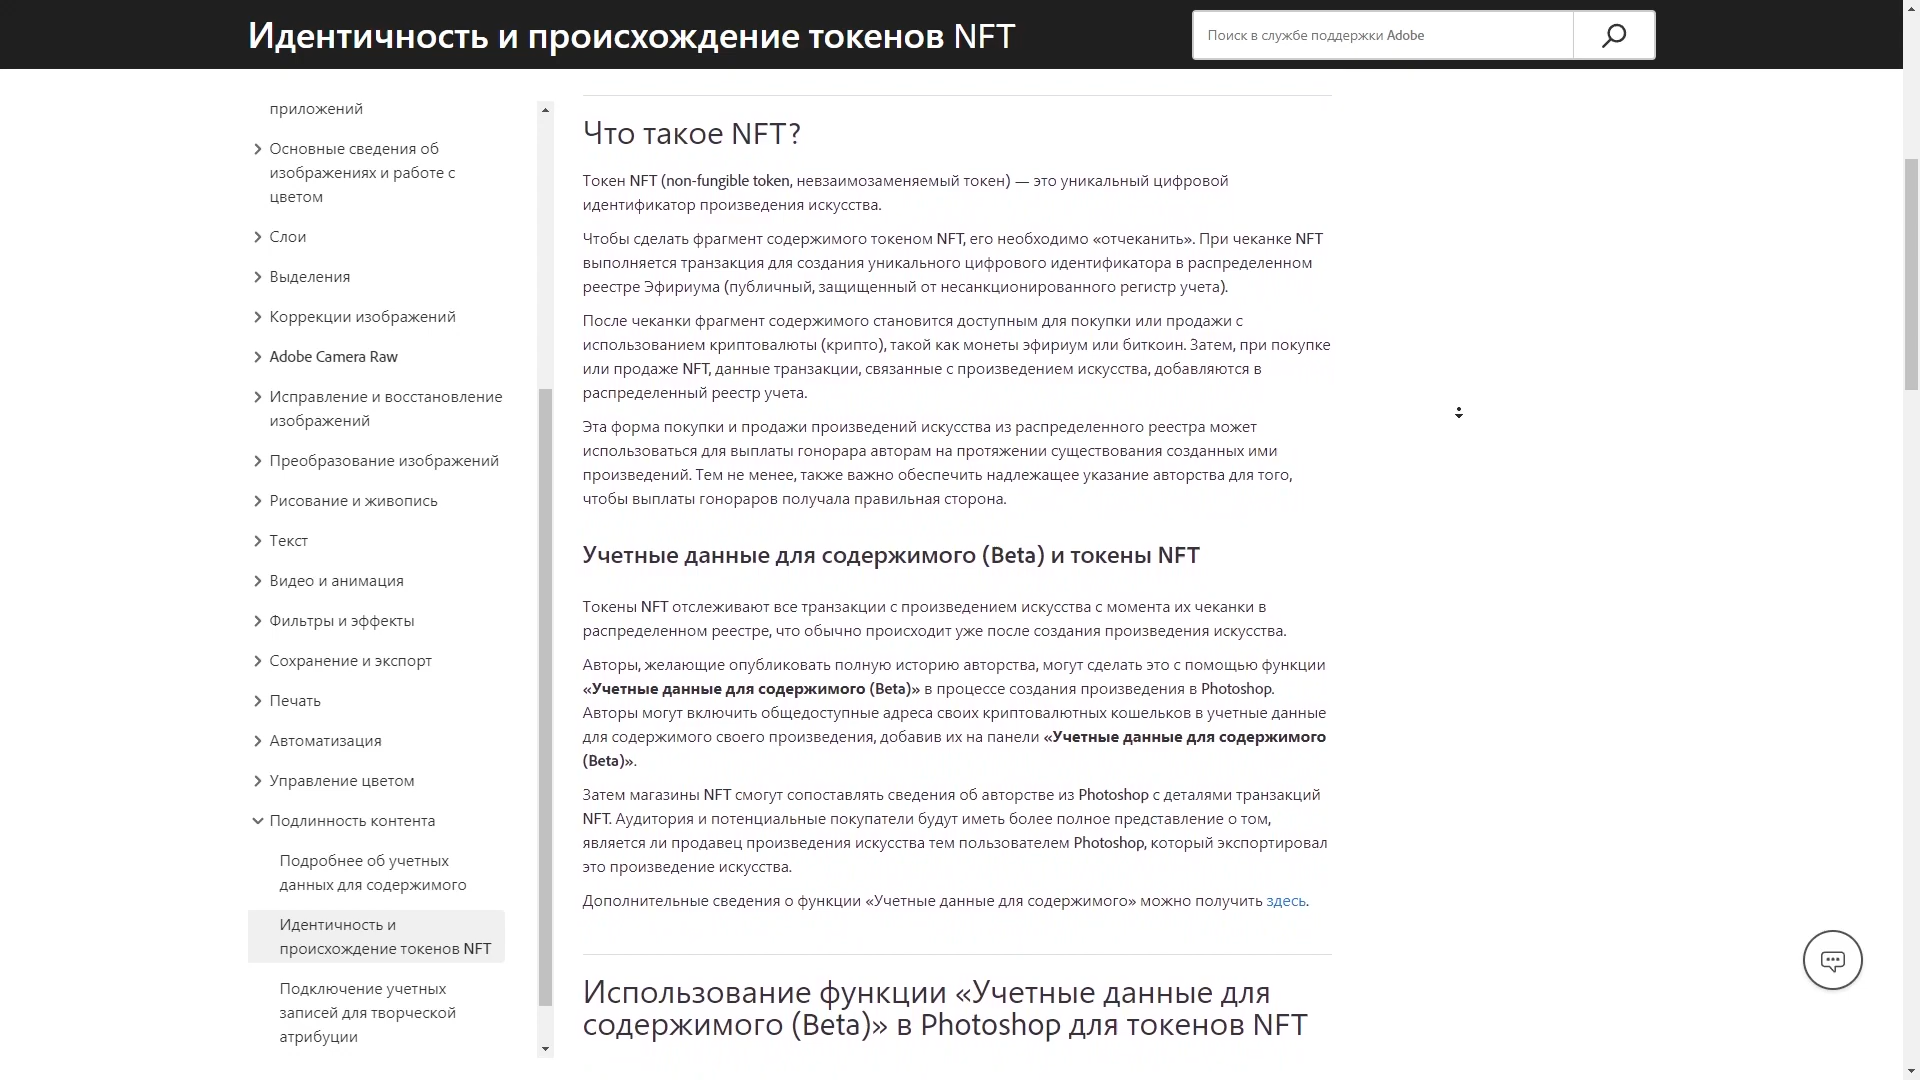 Идентичность и происхождение токенов NFT
Поиск в службе поддержки Adobe
приложений
Основные сведения об
изображениях и работе с
цветом
Слои
Выделения
Коррекции изображений
Adobe Camera Raw
Исправление и восстановление
изображений
Преобразование изображений
Рисование и живопись
Текст
Видео и анимация
Фильтры и эффекты
Сохранение и экспорт
Печать
Автоматизация
Управление цветом
Подлинность контента
Подробнее об учетных
данных для содержимого
Идентичность и
происхождение токенов NFT
Подключение учетных
записей для творческой
атрибуции
Что такое NFT?
Токен NFT (non-fungible token, невзаимозаменяемый токен) — это уникальный цифровой
идентификатор произведения искусства.
Чтобы сделать фрагмент содержимого токеном NFT, его необходимо «отчеканить». При чеканке NFT
выполняется транзакция для создания уникального цифрового идентификатора в распределенном
реестре Эфириума (публичный, защищенный от несанкционированного регистр учета).
После чеканки фрагмент содержимого становится доступным для покупки или продажи с
использованием криптовалюты (крипто), такой как монеты эфириум или биткоин. Затем, при покупке
или продаже NFT, данные транзакции, связанные с произведением искусства, добавляются в
распределенный реестр учета.
Эта форма покупки и продажи произведений искусства из распределенного реестра может
использоваться для выплаты гонорара авторам на протяжении существования созданных ими
произведений. Тем не менее, также важно обеспечить надлежащее указание авторства для того,
чтобы выплаты гонораров получала правильная сторона.
Учетные данные для содержимого (Beta) и токены NFT
Токены NFT отслеживают все транзакции с произведением искусства с момента их чеканки в
распределенном реестре, что обычно происходит уже после создания произведения искусства.
Авторы, желающие опубликовать полную историю авторства, могут сделать это с помощью функции
«Учетные данные для содержимого (Beta)» в процессе создания произведения в Photoshop.
Авторы могут включить общедоступные адреса своих криптовалютных кошельков в учетные данные
для содержимого своего произведения, добавив их на панели «Учетные данные для содержимого
(Beta)».
Затем магазины NFT смогут сопоставлять сведения об авторстве из Photoshop с деталями транзакций
NFT. Аудитория и потенциальные покупатели будут иметь более полное представление о том,
является ли продавец произведения искусства тем пользователем Photoshop, который экспортировал
это произведение искусства.
Дополнительные сведения о функции «Учетные данные для содержимого» можно получить здесь.
Использование функции «Учетные данные для
содержимого (Beta)» в Photoshop для токенов NFT